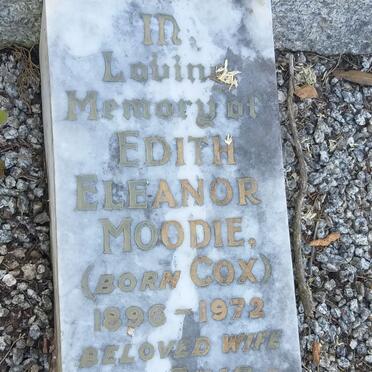 In
Loving
Memory of
EDITH
ELEANOR
MOODIE,
(BORN COX)
1896 – 1972
BELOVED WIFE